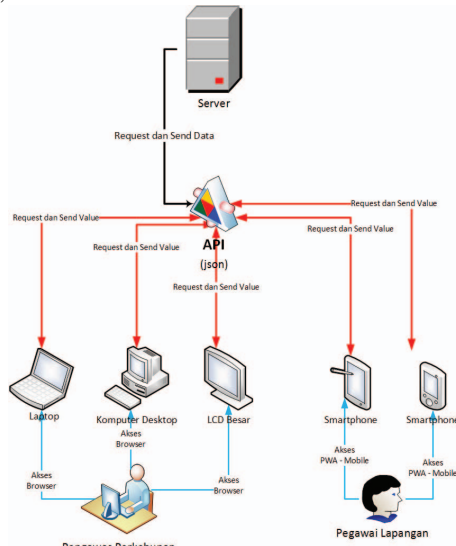 Server
Request dan Send Data
Request dan Send Value
Request dan Send Value
Request dan Send Value
Request dan Send Value
API
(json)
Request dan Send Value
Laptop
Komputer Desktop
LCD Besar
Smartphone
Smartphone
Akses
Browser
Akses
Browser
Akses
Browser
Akses
PWA - Mobile
Akses
PWA - Mobile
Pegawai Lapangan
Pengawas Perkebunan